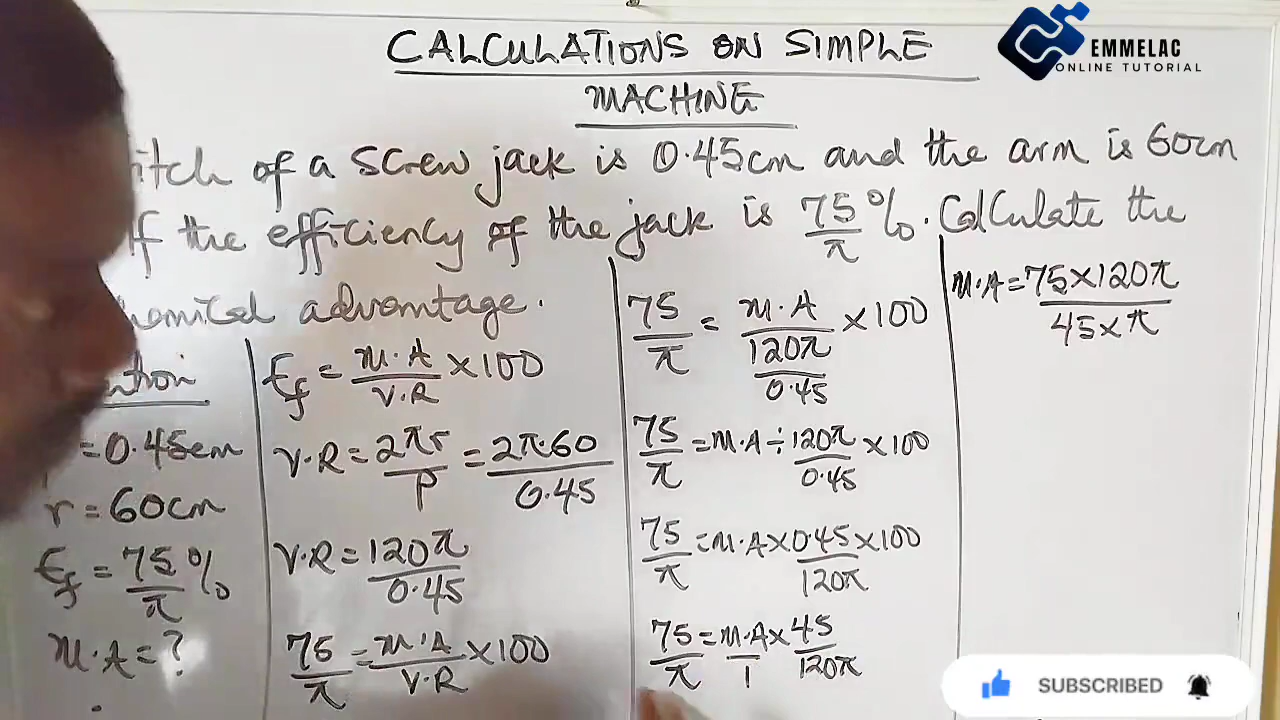 CALCULATIONS ON SIMPLE
MACHINE
EMMELAC
ONLINE TUTORIAL
of a screw jack is 0.45cm and the arm is 60cm
If the efficiency of the jack is 75/π %. Calculate the
advantage.
= 0.45cm
r = 60cm
Ef = 75/π %
M.A = ?
Ef = M.A/V.R × 100
V.R = 2πr/P = 2π.60/0.45
V.R = 120π/0.45
75/π = M.A/V.R × 100
75/π = M.A/(120π/0.45) × 100
75/π = M.A ÷ 120π/0.45 × 100
75/π = M.A × 0.45/120π × 100
75/π = M.A/1 × 45/120π
M.A = 75×120π/45×π
SUBSCRIBED